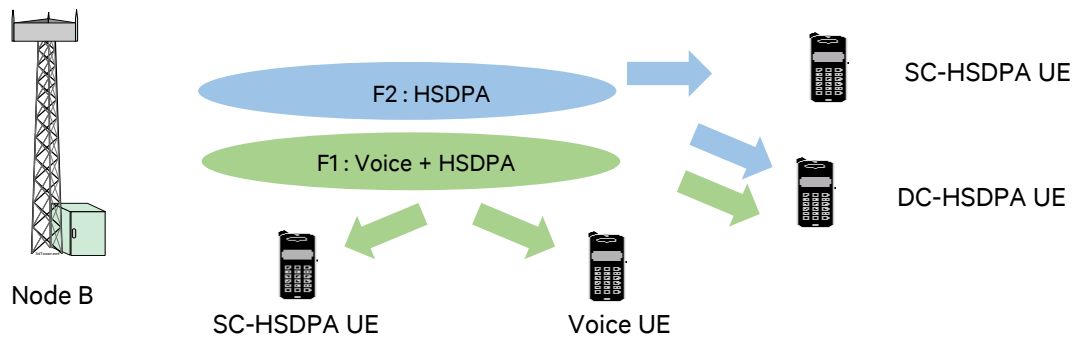 F2 : HSDPA
SC-HSDPA UE
F1 : Voice + HSDPA
DC-HSDPA UE
Node B
SC-HSDPA UE
Voice UE